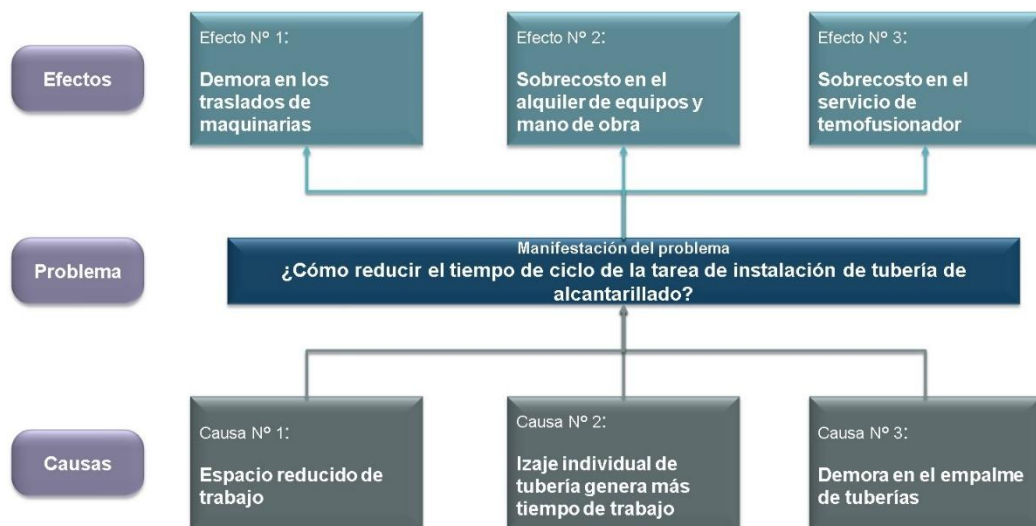 Efectos
Efecto Nº 1:
Demora en los
traslados de
maquinarias
Efecto Nº 2:
Sobrecosto en el
alquiler de equipos y
mano de obra
Efecto Nº 3:
Sobrecosto en el
servicio de
temofusionador
Problema
Manifestación del problema
¿Cómo reducir el tiempo de ciclo de la tarea de instalación de tubería de
alcantarillado?
Causas
Causa Nº 1:
Espacio reducido de
trabajo
Causa Nº 2:
Izaje individual de
tubería genera más
tiempo de trabajo
Causa Nº 3:
Demora en el empalme
de tuberías